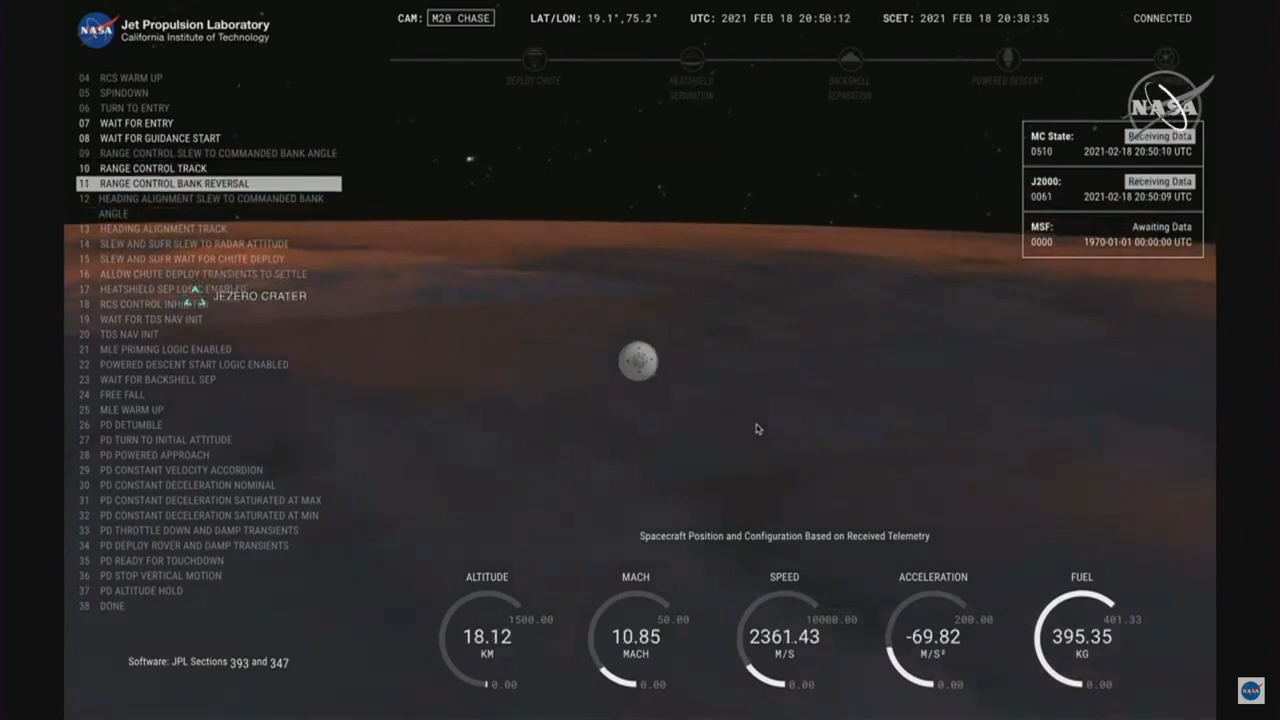 NASA
Jet Propulsion Laboratory
California Institute of Technology
CAM: M20 CHASE LAT/LON: 19.1°,75.2° UTC: 2021 FEB 18 20:50:12 SCET: 2021 FEB 18 20:38:35 CONNECTED
DEPLOY CHUTE
HEATSHIELD SEPARATION
BACKSHELL SEPARATION
POWERED DESCENT
NASA
04 RCS WARM UP
05 SPINDOWN
06 TURN TO ENTRY
07 WAIT FOR ENTRY
08 WAIT FOR GUIDANCE START
09 RANGE CONTROL SLEW TO COMMANDED BANK ANGLE
10 RANGE CONTROL TRACK
11 RANGE CONTROL BANK REVERSAL
12 HEADING ALIGNMENT SLEW TO COMMANDED BANK
ANGLE
13 HEADING ALIGNMENT TRACK
14 SLEW AND SUFR SLEW TO RADAR ATTITUDE
15 SLEW AND SUFR WAIT FOR CHUTE DEPLOY
16 ALLOW CHUTE DEPLOY TRANSIENTS TO SETTLE
17 HEATSHIELD SEP LOGIC ENABLED
JEZERO CRATER
18 RCS CONTROL INHIBITED
19 WAIT FOR TDS NAV INIT
20 TDS NAV INIT
21 MLE PRIMING LOGIC ENABLED
22 POWERED DESCENT START LOGIC ENABLED
23 WAIT FOR BACKSHELL SEP
24 FREE FALL
25 MLE WARM UP
26 PD DETUMBLE
27 PD TURN TO INITIAL ATTITUDE
28 PD POWERED APPROACH
29 PD CONSTANT VELOCITY ACCORDION
30 PD CONSTANT DECELERATION NOMINAL
31 PD CONSTANT DECELERATION SATURATED AT MAX
32 PD CONSTANT DECELERATION SATURATED AT MIN
33 PD THROTTLE DOWN AND DAMP TRANSIENTS
34 PD DEPLOY ROVER AND DAMP TRANSIENTS
35 PD READY FOR TOUCHDOWN
36 PD STOP VERTICAL MOTION
37 PD ALTITUDE HOLD
38 DONE
MC State: Receiving Data
0510 2021-02-18 20:50:10 UTC
J2000: Receiving Data
0061 2021-02-18 20:50:09 UTC
MSF: Awaiting Data
0000 1970-01-01 00:00:00 UTC
Spacecraft Position and Configuration Based on Received Telemetry
ALTITUDE MACH SPEED ACCELERATION FUEL
1500.00 50.00 10000.00 200.00 401.33
18.12 10.85 2361.43 -69.82 395.35
KM MACH M/S M/S² KG
0.00 0.00 0.00 0.00 0.00
Software: JPL Sections 393 and 347
NASA